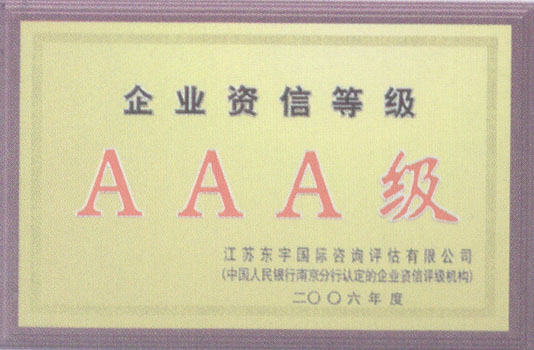 企业资信等级
AAA级
江苏东宇国际咨询评估有限公司
(中国人民银行南京分行认定的企业资信评级机构)
二〇〇六年度